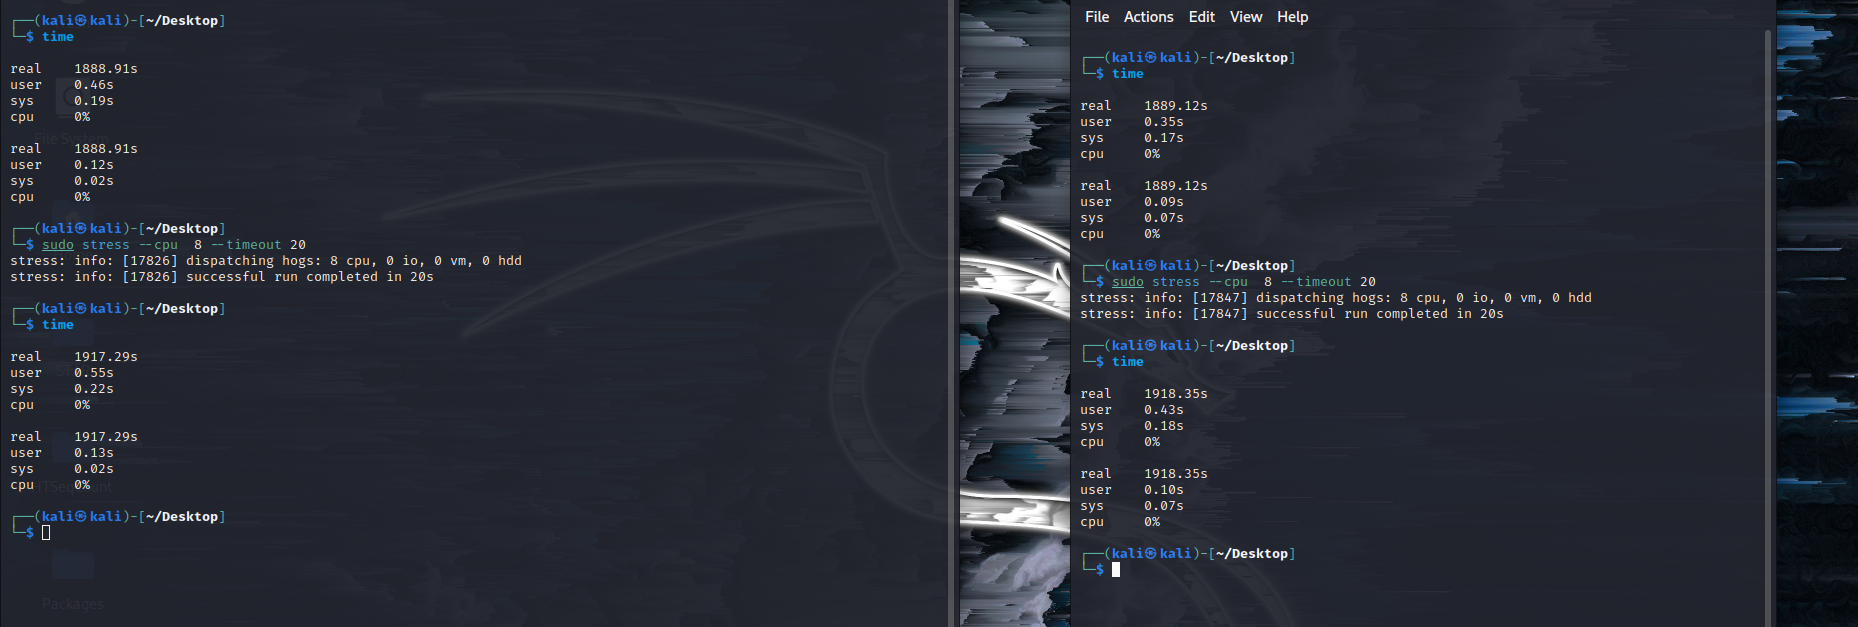 ┌──(kali㉿kali)-[~/Desktop]
└─$ time

real    1888.91s
user    0.46s
sys     0.19s
cpu     0%

real    1888.91s
user    0.12s
sys     0.02s
cpu     0%

┌──(kali㉿kali)-[~/Desktop]
└─$ sudo stress --cpu  8 --timeout 20
stress: info: [17826] dispatching hogs: 8 cpu, 0 io, 0 vm, 0 hdd
stress: info: [17826] successful run completed in 20s

┌──(kali㉿kali)-[~/Desktop]
└─$ time

real    1917.29s
user    0.55s
sys     0.22s
cpu     0%

real    1917.29s
user    0.13s
sys     0.02s
cpu     0%

┌──(kali㉿kali)-[~/Desktop]
└─$
File System
Packages
File Actions Edit View Help
┌──(kali㉿kali)-[~/Desktop]
└─$ time

real    1889.12s
user    0.35s
sys     0.17s
cpu     0%

real    1889.12s
user    0.09s
sys     0.07s
cpu     0%

┌──(kali㉿kali)-[~/Desktop]
└─$ sudo stress --cpu  8 --timeout 20
stress: info: [17847] dispatching hogs: 8 cpu, 0 io, 0 vm, 0 hdd
stress: info: [17847] successful run completed in 20s

┌──(kali㉿kali)-[~/Desktop]
└─$ time

real    1918.35s
user    0.43s
sys     0.18s
cpu     0%

real    1918.35s
user    0.10s
sys     0.07s
cpu     0%

┌──(kali㉿kali)-[~/Desktop]
└─$